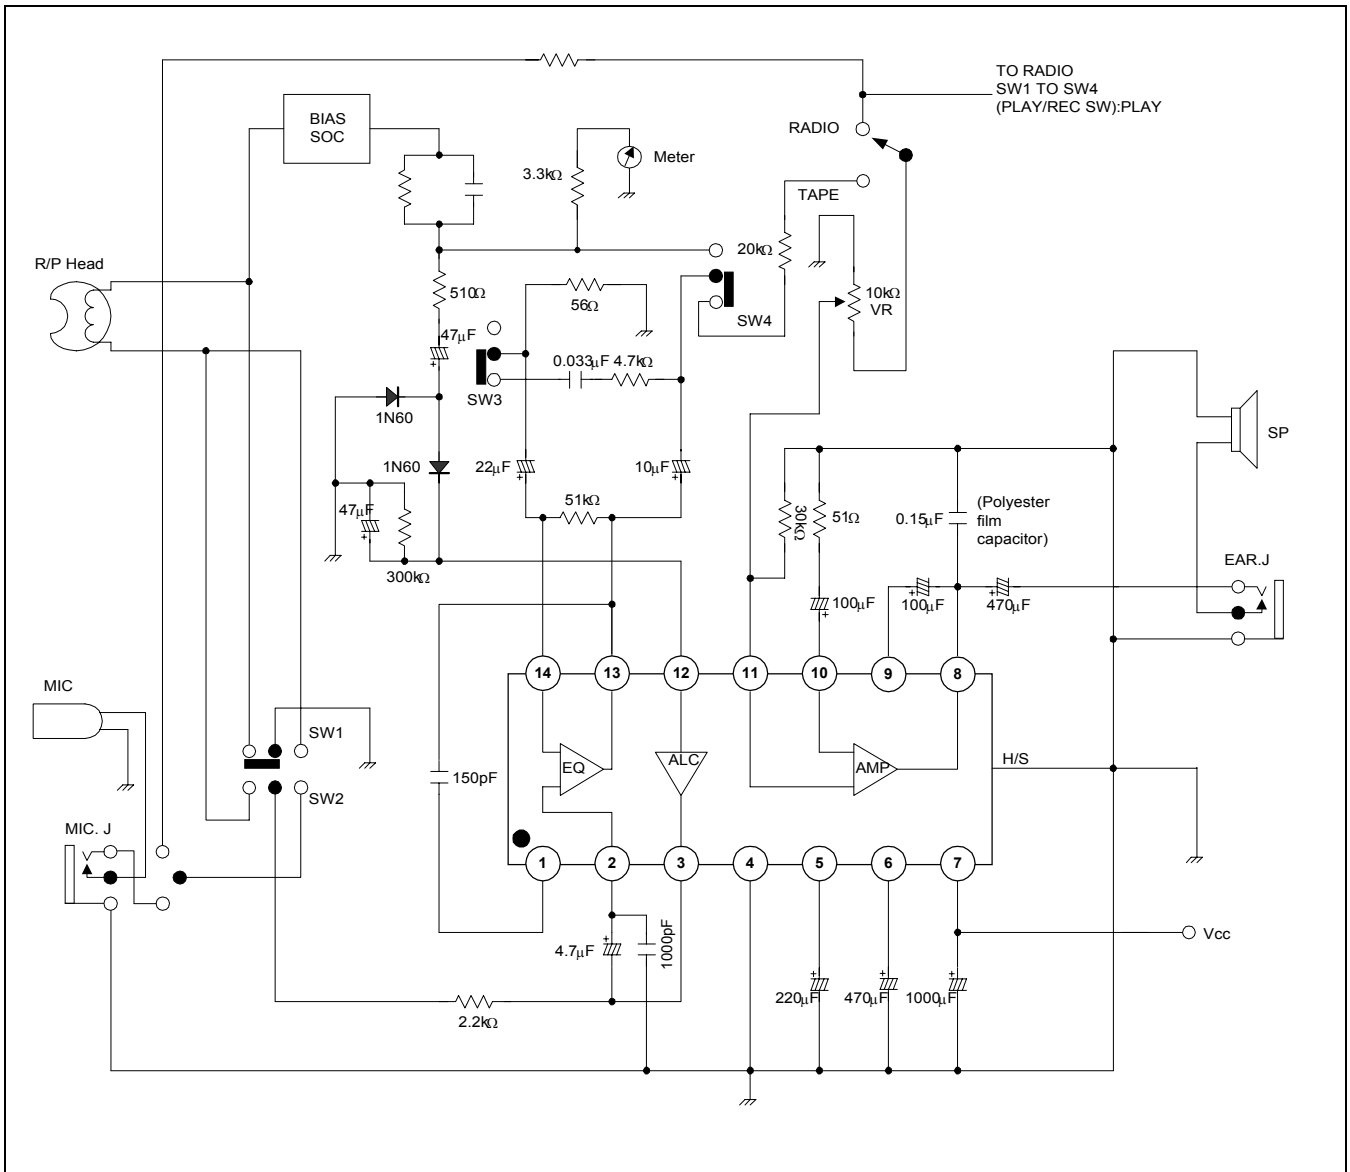 TO RADIO
SW1 TO SW4
(PLAY/REC SW):PLAY
BIAS
SOC
RADIO
Meter
3.3kΩ
TAPE
R/P Head
20kΩ
510Ω
56Ω
10kΩ
VR
SW4
47μF
0.033μF
4.7kΩ
SW3
1N60
SP
1N60
22μF
10μF
51kΩ
47μF
30kΩ
51Ω
0.15μF
(Polyester
film
capacitor)
300kΩ
EAR.J
100μF
100μF
470μF
14
13
12
11
10
9
8
MIC
SW1
EQ
ALC
AMP
H/S
150pF
SW2
MIC. J
1
2
3
4
5
6
7
4.7μF
1000pF
Vcc
220μF
470μF
1000μF
2.2kΩ
+
+
+
+
+
+
+
+
+
+
+